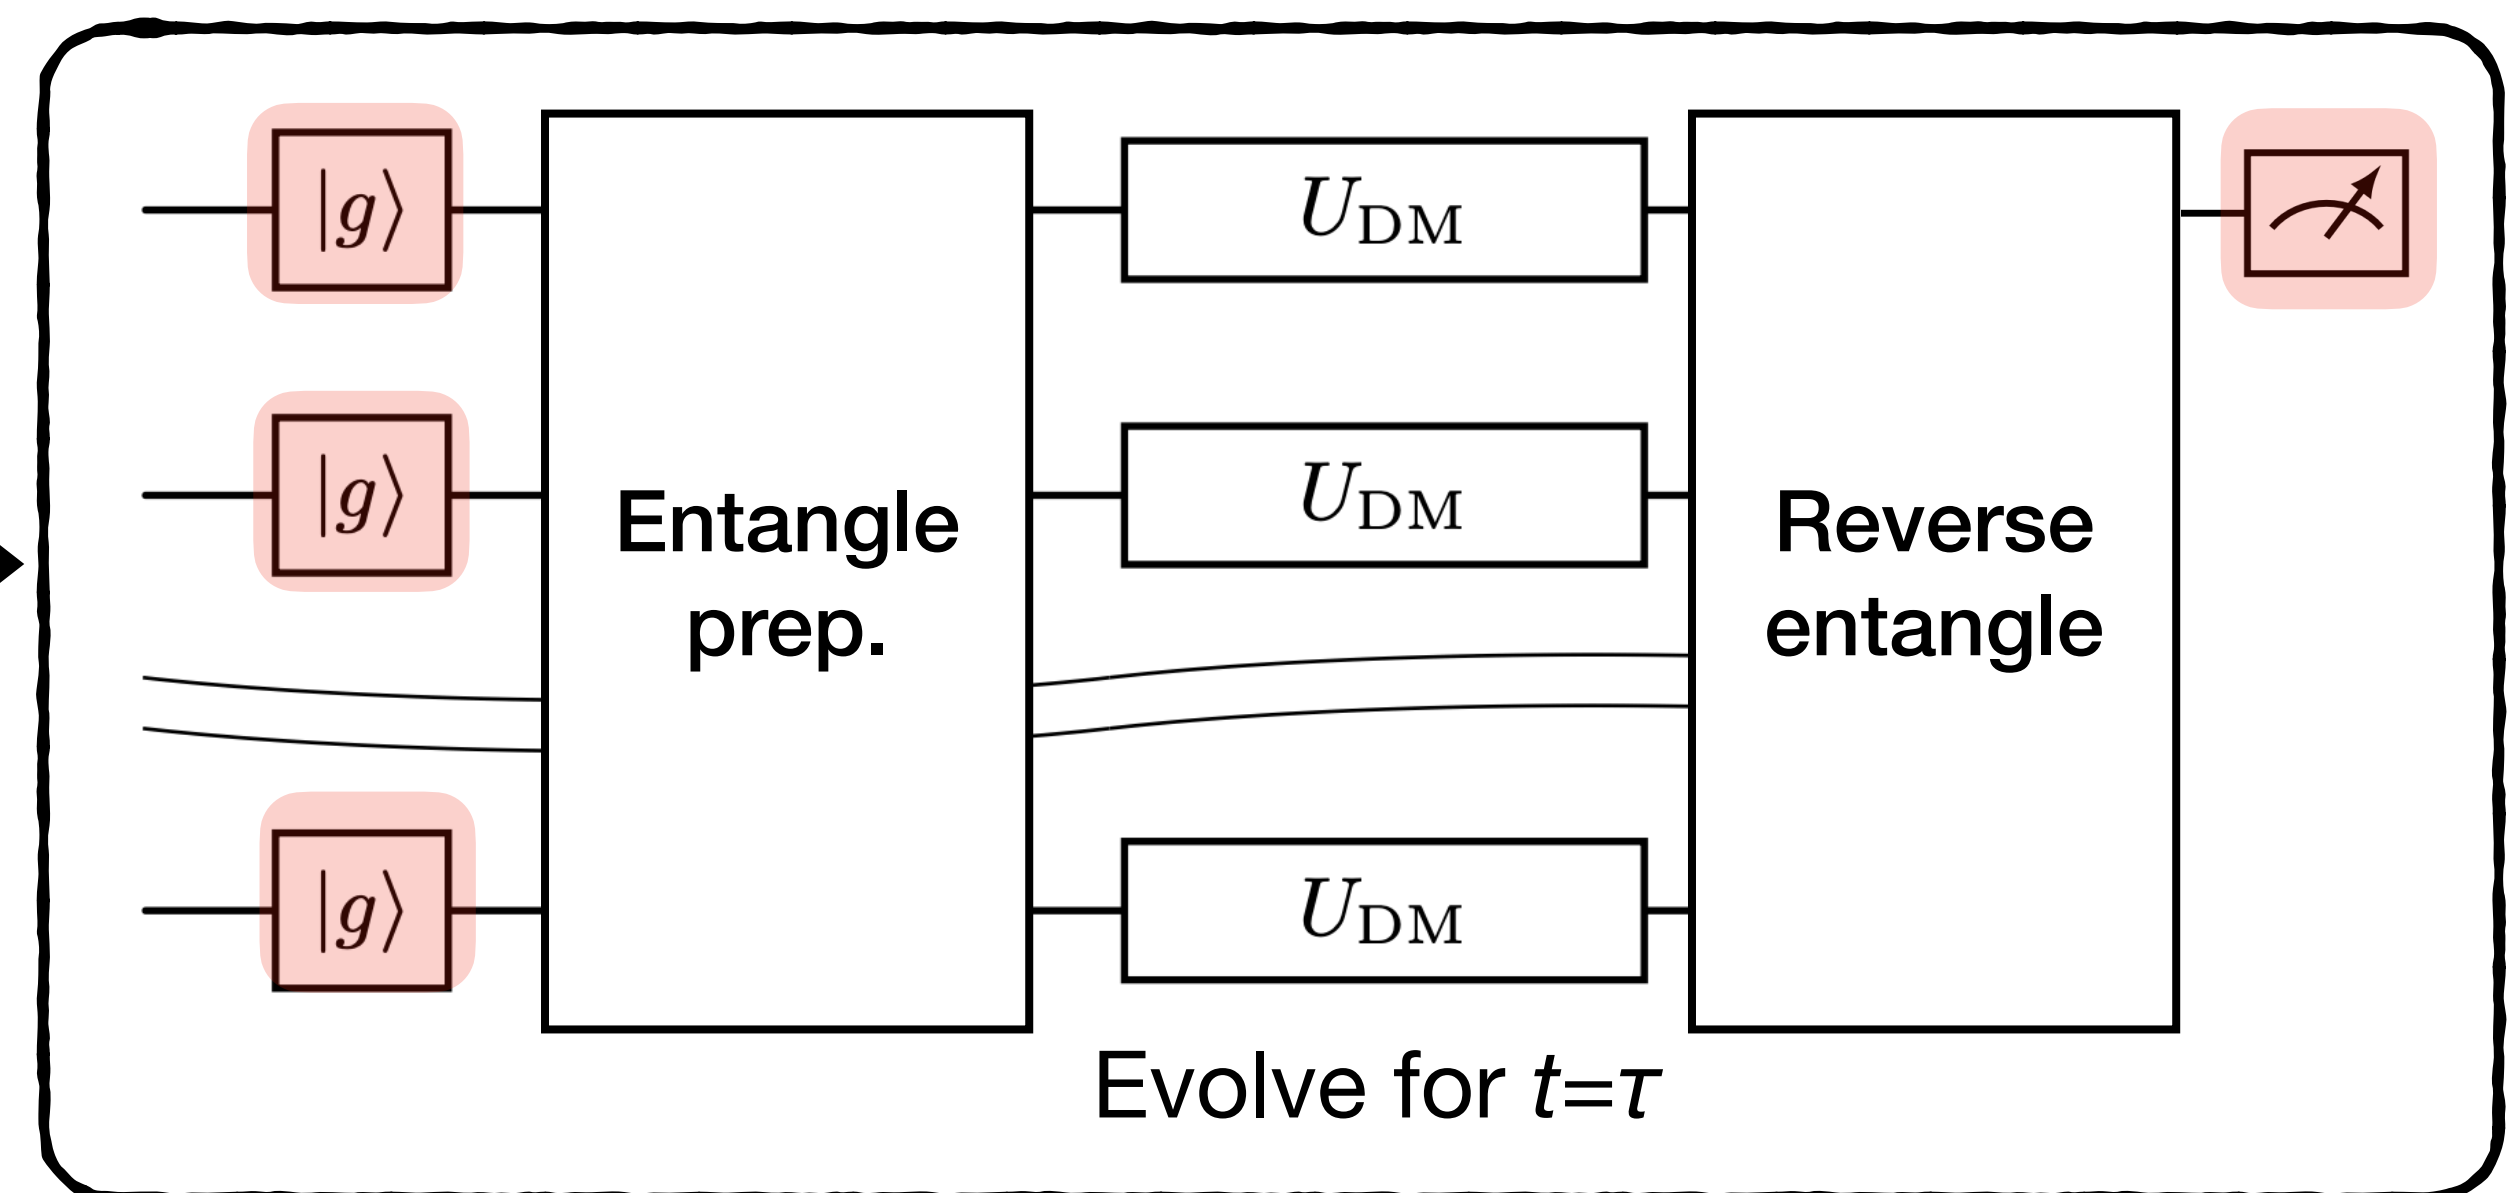 |g⟩
U_DM
|g⟩
U_DM
Entangle
prep.
Reverse
entangle
|g⟩
U_DM
Evolve for t=τ